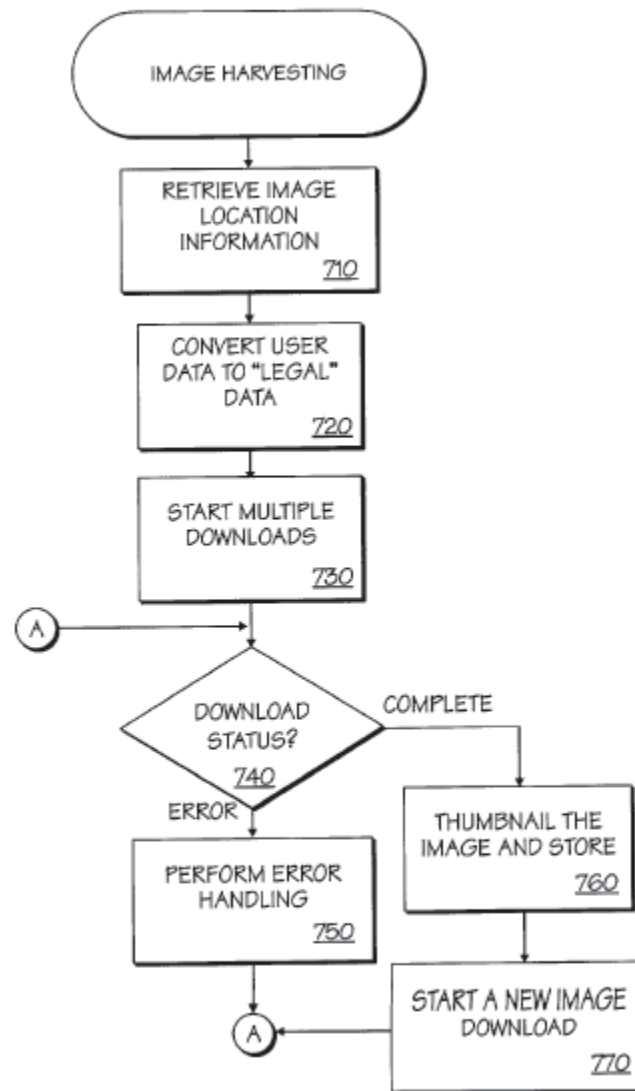 IMAGE HARVESTING
RETRIEVE IMAGE
LOCATION
INFORMATION
710
CONVERT USER
DATA TO "LEGAL"
DATA
720
START MULTIPLE
DOWNLOADS
730
A
DOWNLOAD
STATUS?
740
COMPLETE
ERROR
PERFORM ERROR
HANDLING
750
THUMBNAIL THE
IMAGE AND STORE
760
A
START A NEW IMAGE
DOWNLOAD
770